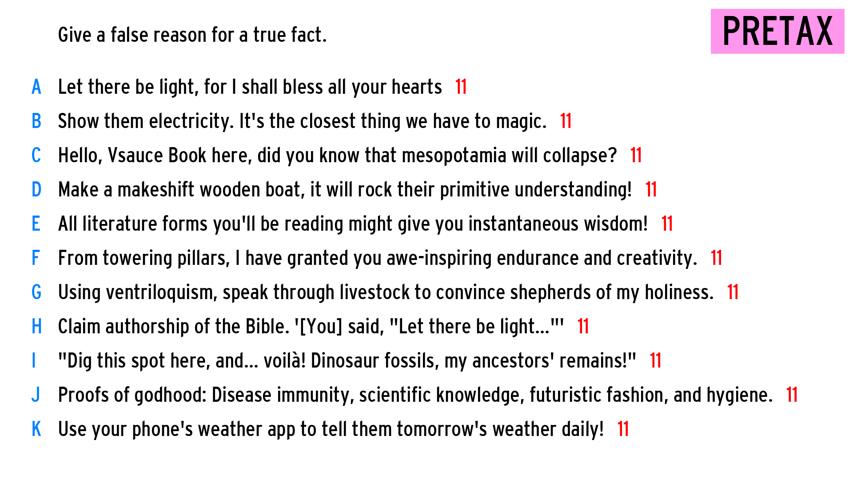 Give a false reason for a true fact.
PRETAX
A Let there be light, for I shall bless all your hearts 11
B Show them electricity. It's the closest thing we have to magic. 11
C Hello, Vsauce Book here, did you know that mesopotamia will collapse? 11
D Make a makeshift wooden boat, it will rock their primitive understanding! 11
E All literature forms you'll be reading might give you instantaneous wisdom! 11
F From towering pillars, I have granted you awe-inspiring endurance and creativity. 11
G Using ventriloquism, speak through livestock to convince shepherds of my holiness. 11
H Claim authorship of the Bible. '[You] said, "Let there be light..."' 11
I "Dig this spot here, and... voilà! Dinosaur fossils, my ancestors' remains!" 11
J Proofs of godhood: Disease immunity, scientific knowledge, futuristic fashion, and hygiene. 11
K Use your phone's weather app to tell them tomorrow's weather daily! 11